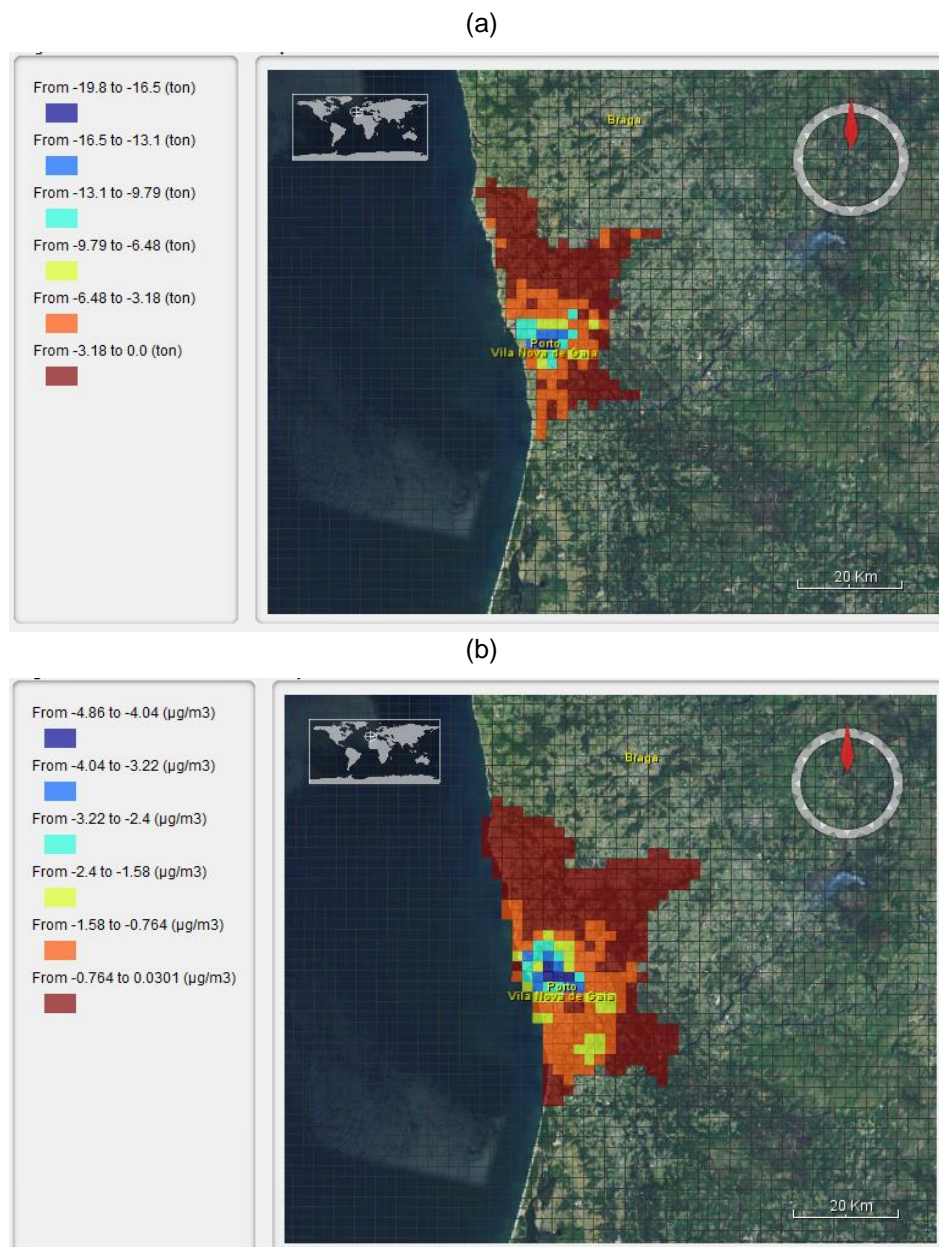 (a)
From -19.8 to -16.5 (ton)
From -16.5 to -13.1 (ton)
From -13.1 to -9.79 (ton)
From -9.79 to -6.48 (ton)
From -6.48 to -3.18 (ton)
From -3.18 to 0.0 (ton)
Braga
Porto
Vila Nova de Gaia
20 Km
(b)
From -4.86 to -4.04 (µg/m3)
From -4.04 to -3.22 (µg/m3)
From -3.22 to -2.4 (µg/m3)
From -2.4 to -1.58 (µg/m3)
From -1.58 to -0.764 (µg/m3)
From -0.764 to 0.0301 (µg/m3)
Braga
Porto
Vila Nova de Gaia
20 Km